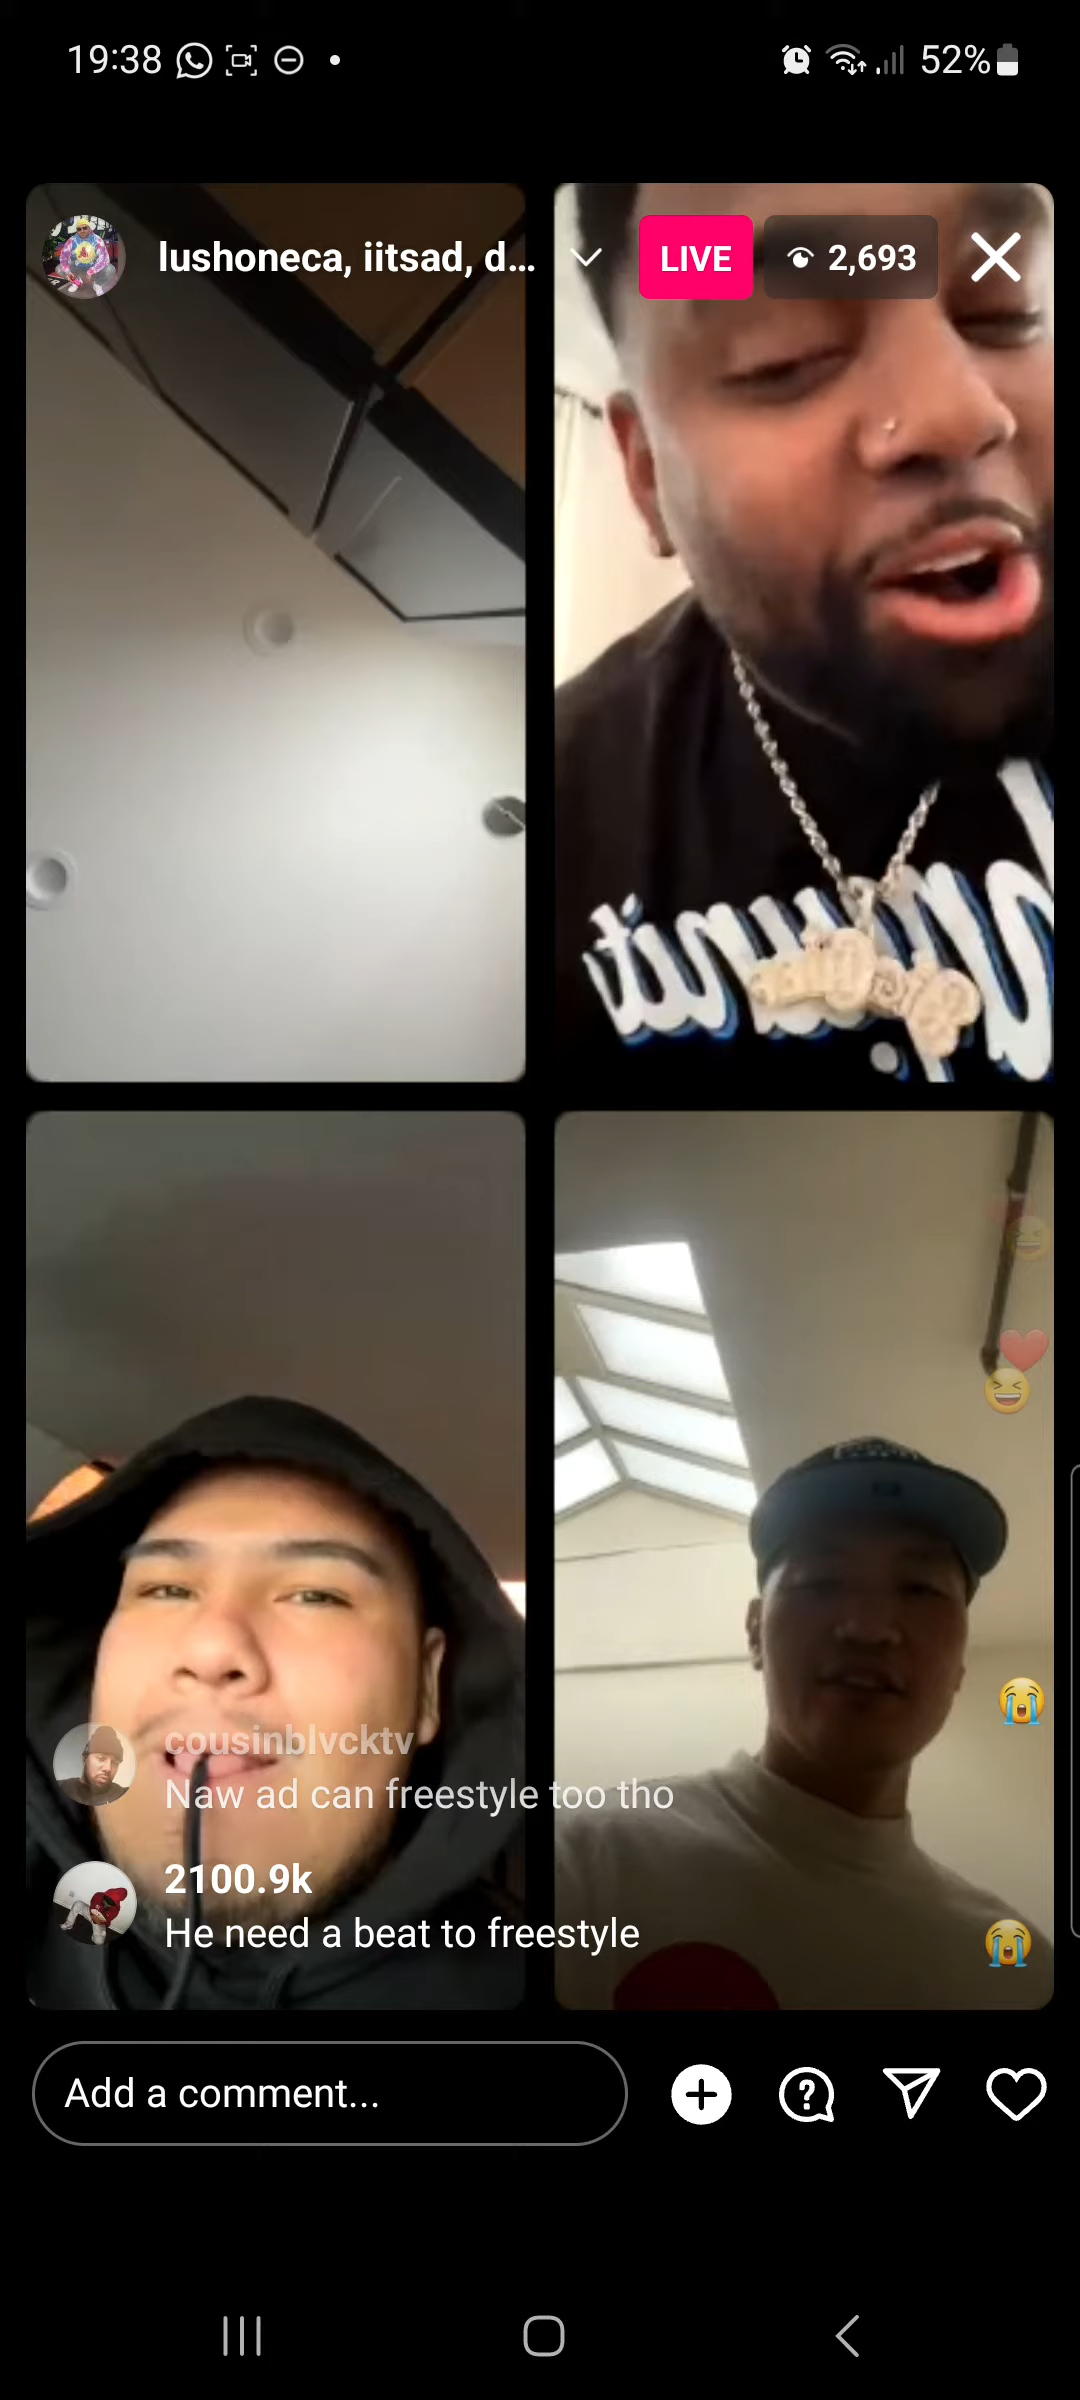 19:38
52%
lushoneca, iitsad, d...
LIVE
2,693
cousinblvcktv
Naw ad can freestyle too tho
2100.9k
He need a beat to freestyle
Add a comment...